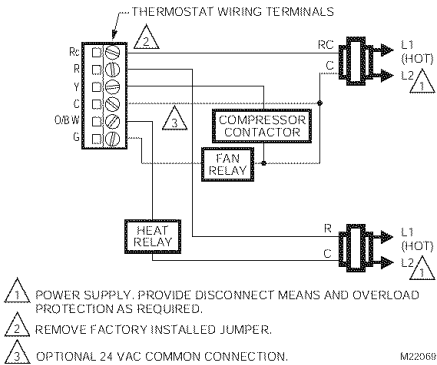 THERMOSTAT WIRING TERMINALS
2
Rc
R
Y
C
O/B W
G
3
RC
C
L1
(HOT)
L2
1
COMPRESSOR
CONTACTOR
FAN
RELAY
HEAT
RELAY
R
C
L1
(HOT)
L2
1
1 POWER SUPPLY. PROVIDE DISCONNECT MEANS AND OVERLOAD
PROTECTION AS REQUIRED.
2 REMOVE FACTORY INSTALLED JUMPER.
3 OPTIONAL 24 VAC COMMON CONNECTION.
M22069